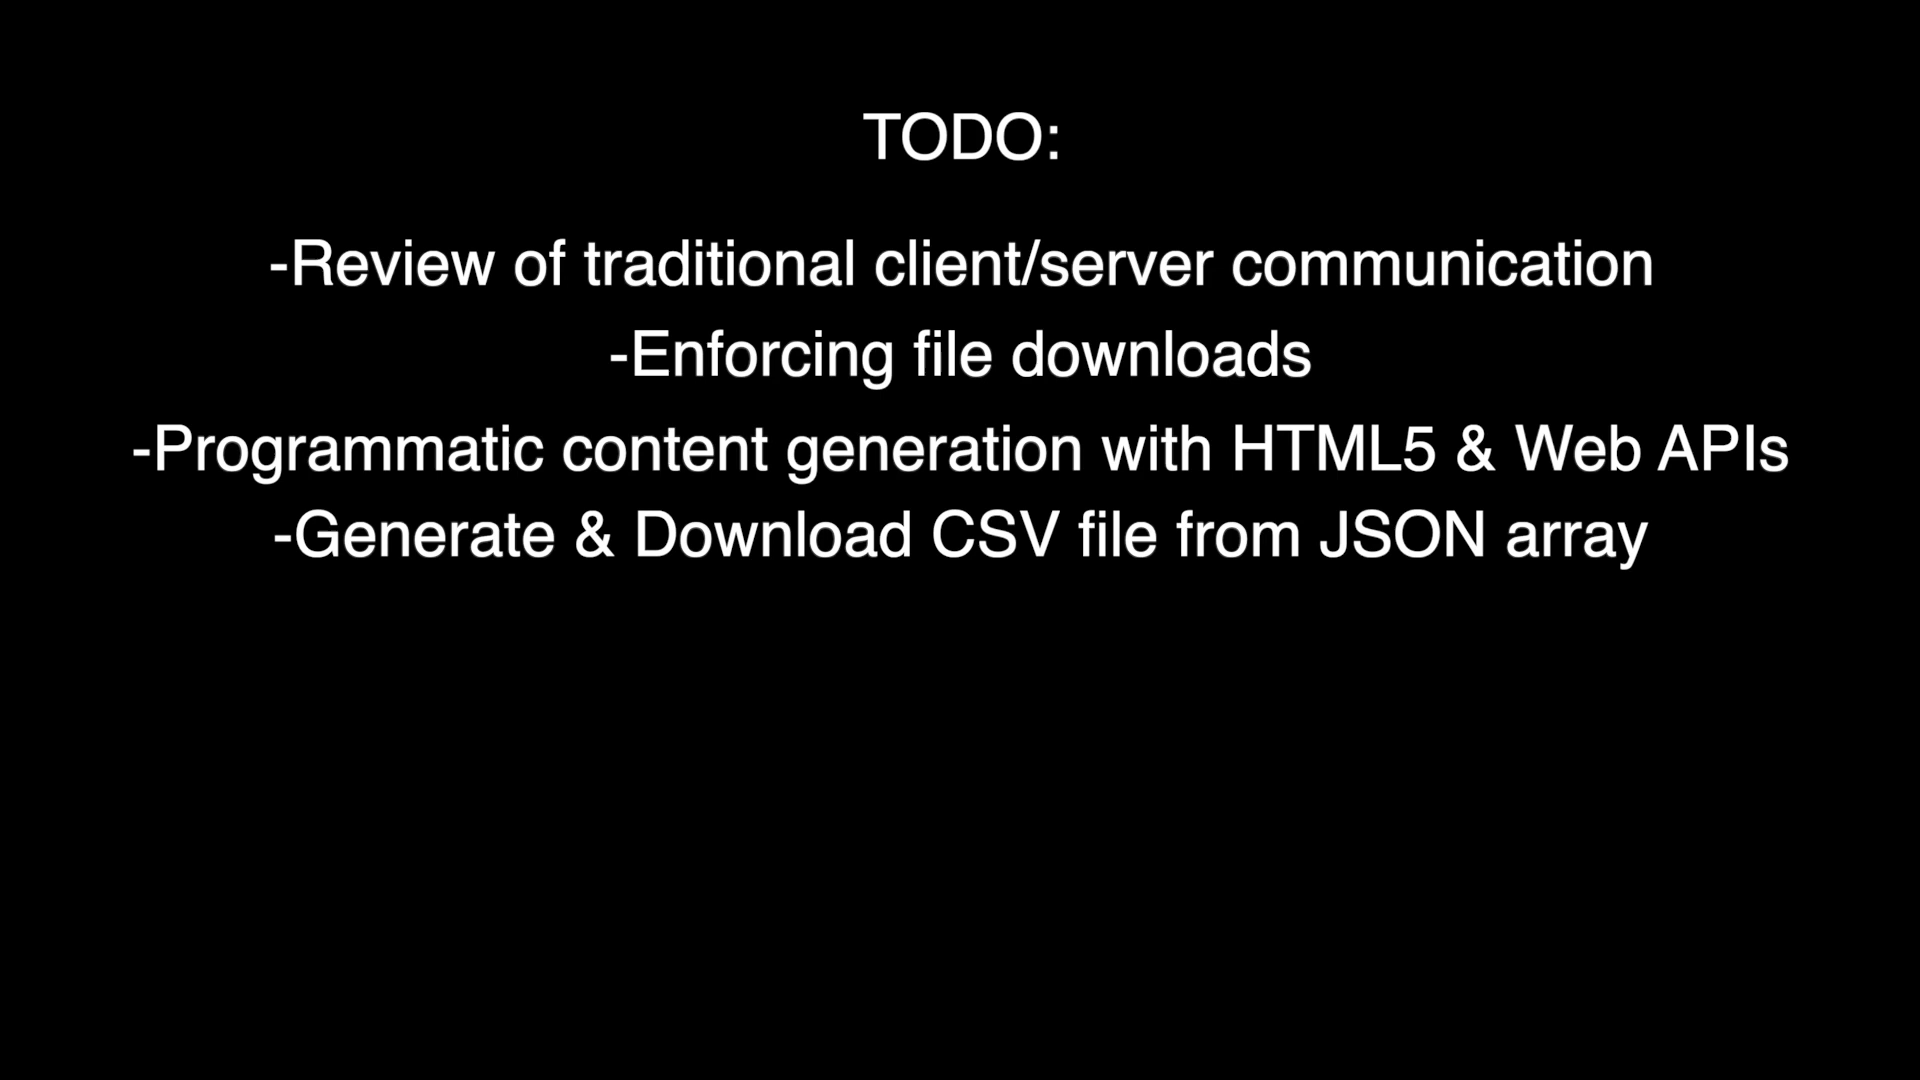 TODO:
-Review of traditional client/server communication
-Enforcing file downloads
-Programmatic content generation with HTML5 & Web APIs
-Generate & Download CSV file from JSON array